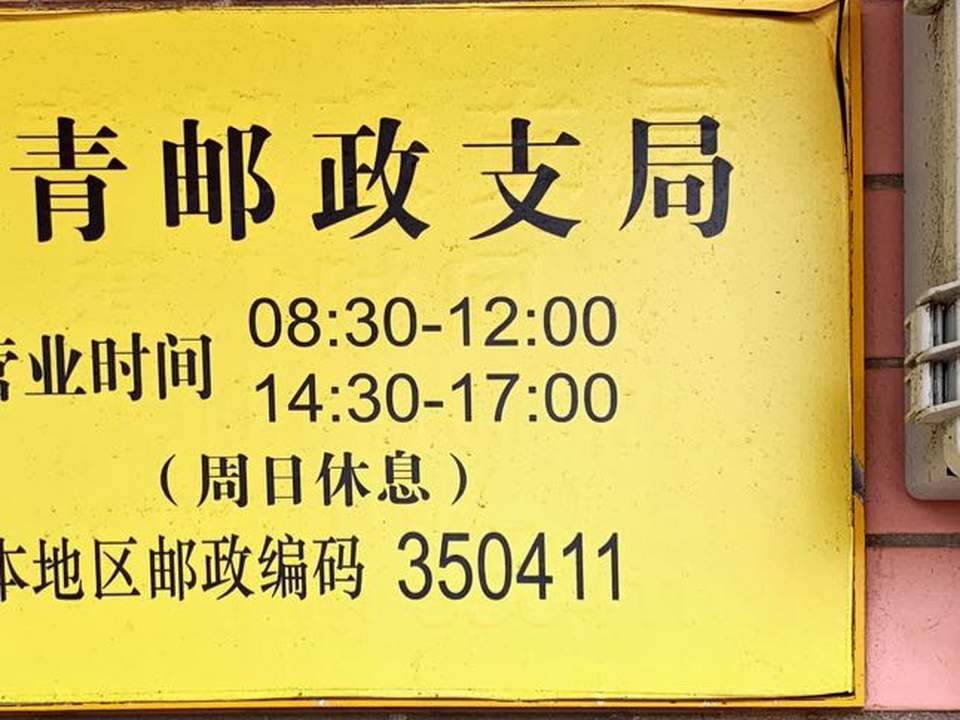 青邮政支局
营业时间 08:30-12:00
14:30-17:00
（周日休息）
本地区邮政编码 350411